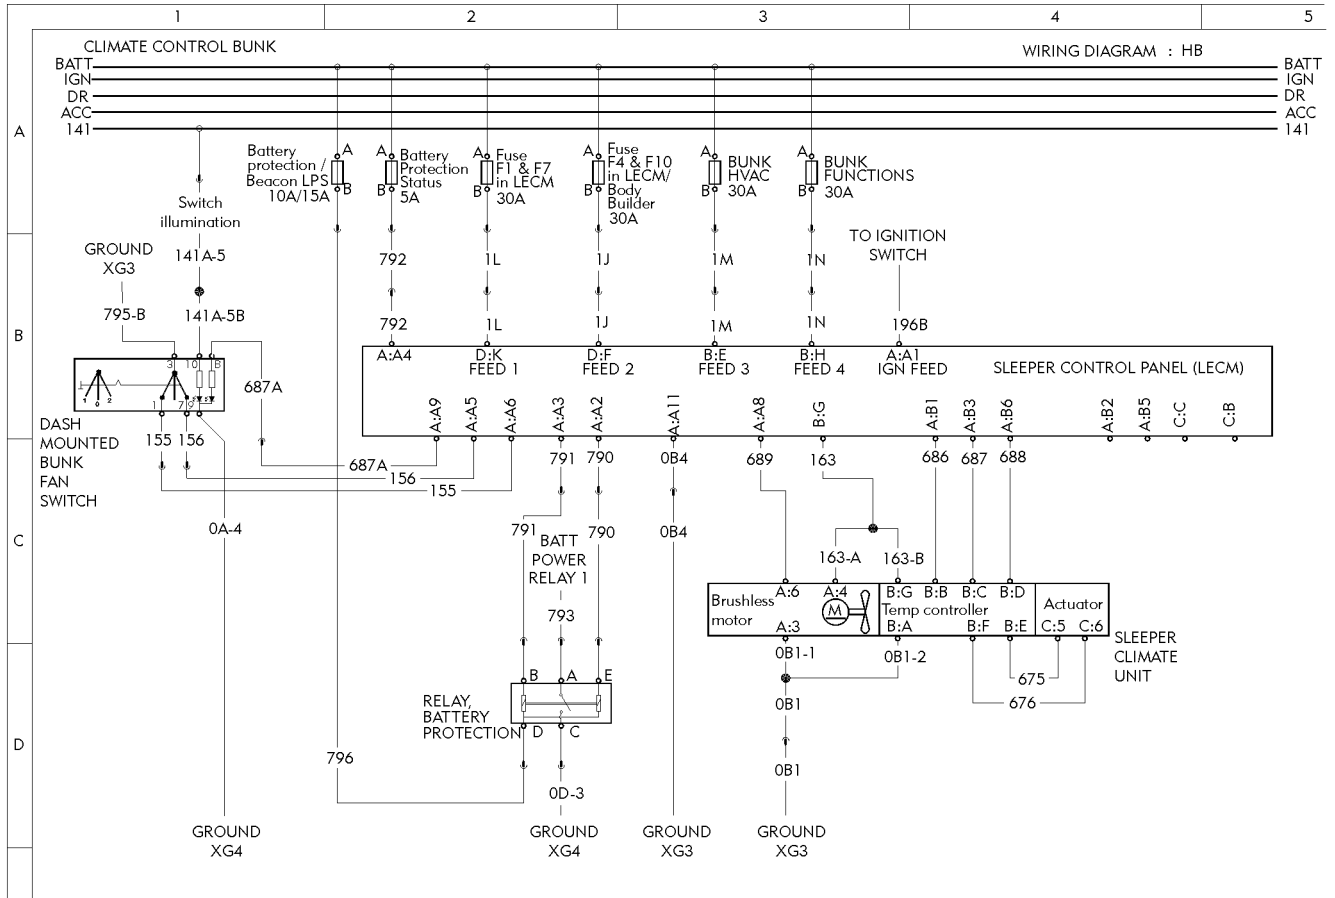 1 2 3 4 5
CLIMATE CONTROL BUNK
WIRING DIAGRAM : HB
BATT BATT
IGN IGN
DR DR
ACC ACC
141 141
A
Battery
protection /
Beacon LPS
10A/15A
A
B
A
B
Battery
Protection
Status
5A
A
B
Fuse
F1 & F7
in LECM
30A
A
B
Fuse
F4 & F10
in LECM/
Body
Builder
30A
A
B
BUNK
HVAC
30A
A
B
BUNK
FUNCTIONS
30A
Switch
illumination
GROUND
XG3
141A-5
792 1L 1J 1M 1N
TO IGNITION
SWITCH
B
795-B 141A-5B
792 1L 1J 1M 1N 196B
A:A4 D:K D:F B:E B:H A:A1
FEED 1 FEED 2 FEED 3 FEED 4 IGN FEED
SLEEPER CONTROL PANEL (LECM)
3 10 8
1 0 2
1 7 9
687A
A:A9 A:A5 A:A6 A:A3 A:A2 A:A11 A:A8 B:G A:B1 A:B3 A:B6 A:B2 A:B5 C:C C:B
DASH
MOUNTED
BUNK
FAN
SWITCH
155 156
687A
156
155
791 790 0B4 689 163 686 687 688
C
0A-4
791 790 0B4
BATT
POWER
RELAY 1
793
163-A 163-B
A:6 A:4 B:G B:B B:C B:D
Brushless
motor
M
Temp controller
Actuator
A:3 B:A B:F B:E C:5 C:6
SLEEPER
CLIMATE
UNIT
0B1-1 0B1-2
675
676
B A E
RELAY,
BATTERY
PROTECTION
D C
0B1
D
796
0D-3
0B1
GROUND
XG4
GROUND
XG4
GROUND
XG3
GROUND
XG3